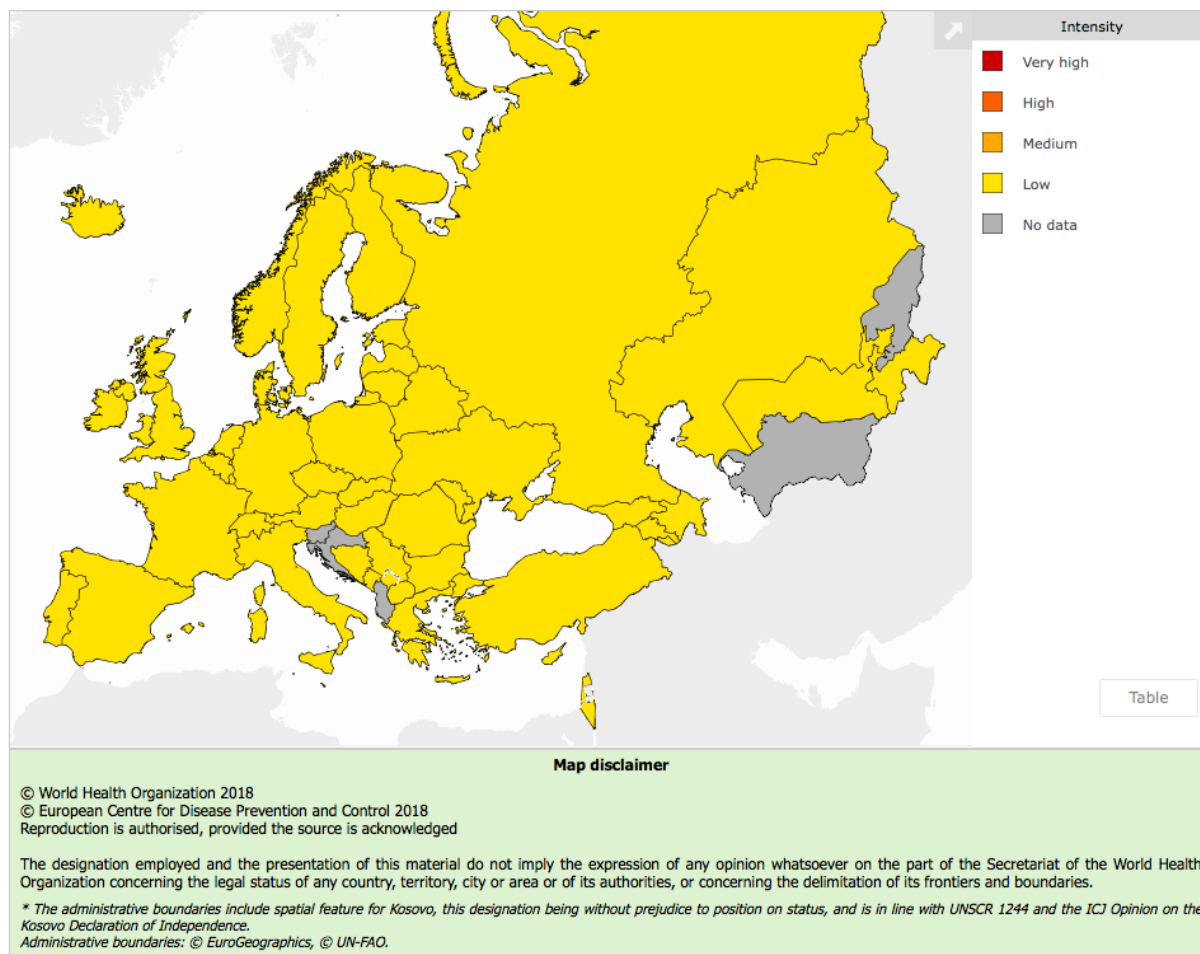 Intensity
Very high
High
Medium
Low
No data
Table
Map disclaimer
© World Health Organization 2018
© European Centre for Disease Prevention and Control 2018
Reproduction is authorised, provided the source is acknowledged
The designation employed and the presentation of this material do not imply the expression of any opinion whatsoever on the part of the Secretariat of the World Health
Organization concerning the legal status of any country, territory, city or area or of its authorities, or concerning the delimitation of its frontiers and boundaries.
* The administrative boundaries include spatial feature for Kosovo, this designation being without prejudice to position on status, and is in line with UNSCR 1244 and the ICJ Opinion on the
Kosovo Declaration of Independence.
Administrative boundaries: © EuroGeographics, © UN-FAO.